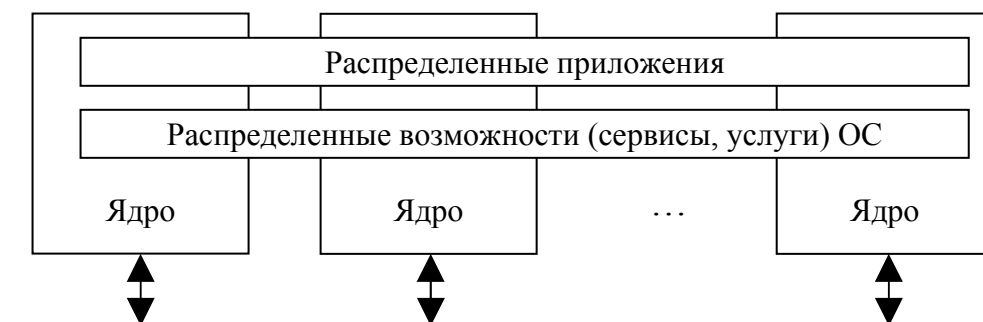 Распределенные приложения
Распределенные возможности (сервисы, услуги) ОС
Ядро Ядро … Ядро